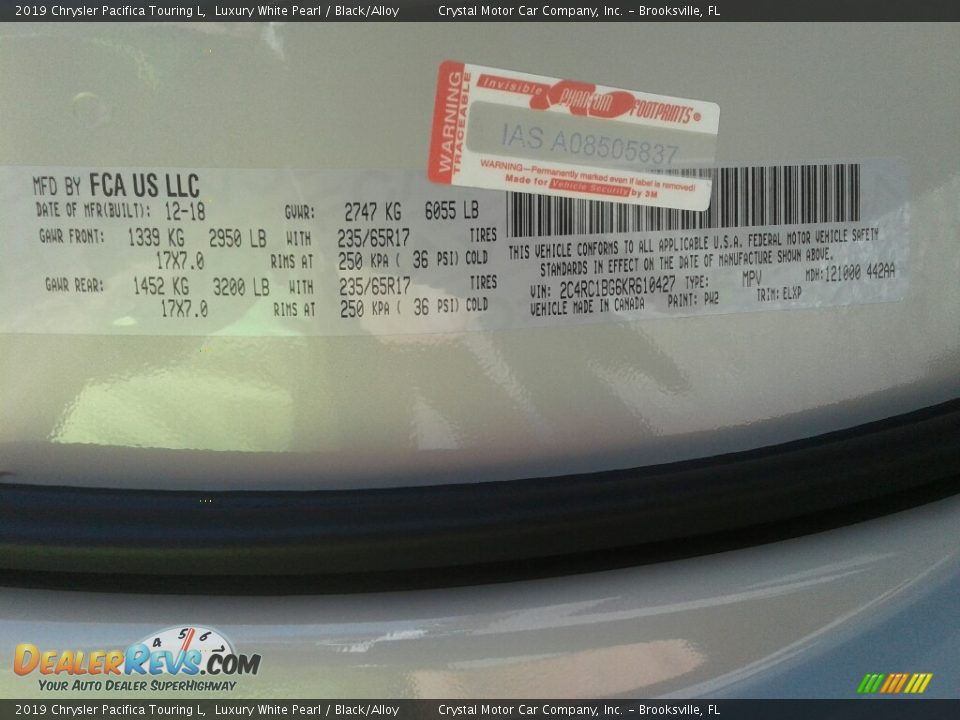 2019 Chrysler Pacifica Touring L,  Luxury White Pearl / Black/Alloy  Crystal Motor Car Company, Inc. - Brooksville, FL
WARNING
TRACEABLE
Invisible PHANTOM FOOTPRINTS®
IAS A08505837
WARNING—Permanently marked even if label is removed!
Made for Vehicle Security by 3M
MFD BY FCA US LLC
DATE OF MFR(BUILT): 12-18 GVWR: 2747 KG 6055 LB
GAWR FRONT: 1339 KG 2950 LB WITH 235/65R17 TIRES
17X7.0 RIMS AT 250 KPA ( 36 PSI) COLD
GAWR REAR: 1452 KG 3200 LB WITH 235/65R17 TIRES
17X7.0 RIMS AT 250 KPA ( 36 PSI) COLD
THIS VEHICLE CONFORMS TO ALL APPLICABLE U.S.A. FEDERAL MOTOR VEHICLE SAFETY
STANDARDS IN EFFECT ON THE DATE OF MANUFACTURE SHOWN ABOVE.
VIN: 2C4RC1BG6KR610427 TYPE: MPV MDH:121000 442AA
VEHICLE MADE IN CANADA PAINT: PW2 TRIM: ELXP
4 5 6
DEALERREVS.COM
YOUR AUTO DEALER SUPERHIGHWAY
2019 Chrysler Pacifica Touring L,  Luxury White Pearl / Black/Alloy  Crystal Motor Car Company, Inc. - Brooksville, FL